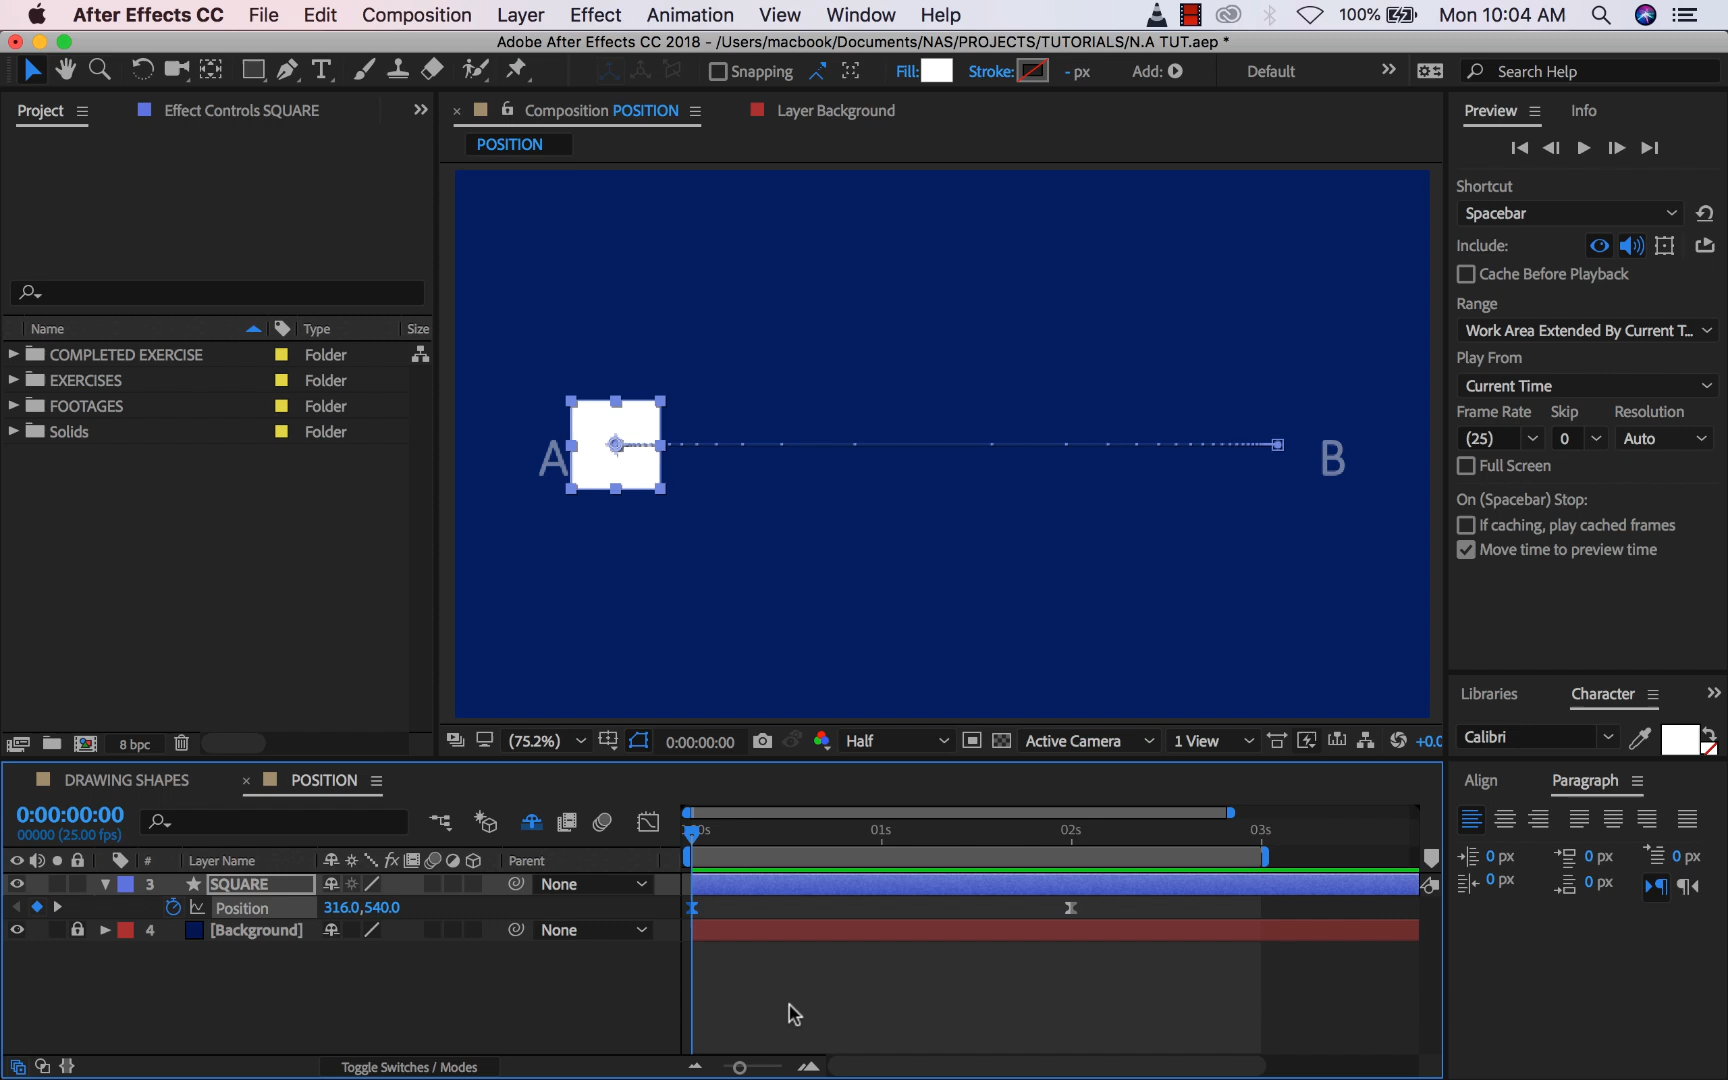 After Effects CC File Edit Composition Layer Effect Animation View Window Help 100% Mon 10:04 AM
Adobe After Effects CC 2018 - /Users/macbook/Documents/NAS/PROJECTS/TUTORIALS/N.A TUT.aep *
Snapping Fill: Stroke: - px Add: Default Search Help
Project Effect Controls SQUARE Composition POSITION Layer Background Preview Info
POSITION
Shortcut
Spacebar
Include:
Cache Before Playback
Range
Work Area Extended By Current T...
Play From
Current Time
Frame Rate Skip Resolution
(25) 0 Auto
Full Screen
On (Spacebar) Stop:
If caching, play cached frames
Move time to preview time
Name Type Size
COMPLETED EXERCISE Folder
EXERCISES Folder
FOOTAGES Folder
Solids Folder
A B
8 bpc (75.2%) 0:00:00:00 Half Active Camera 1 View +0.0
Libraries Character
Calibri
DRAWING SHAPES POSITION
Align Paragraph
0:00:00:00
00000 (25.00 fps)
01s 02s 03s
# Layer Name fx Parent
3 SQUARE None
Position 316.0,540.0
4 [Background] None
0 px 0 px 0 px
0 px 0 px
Toggle Switches / Modes